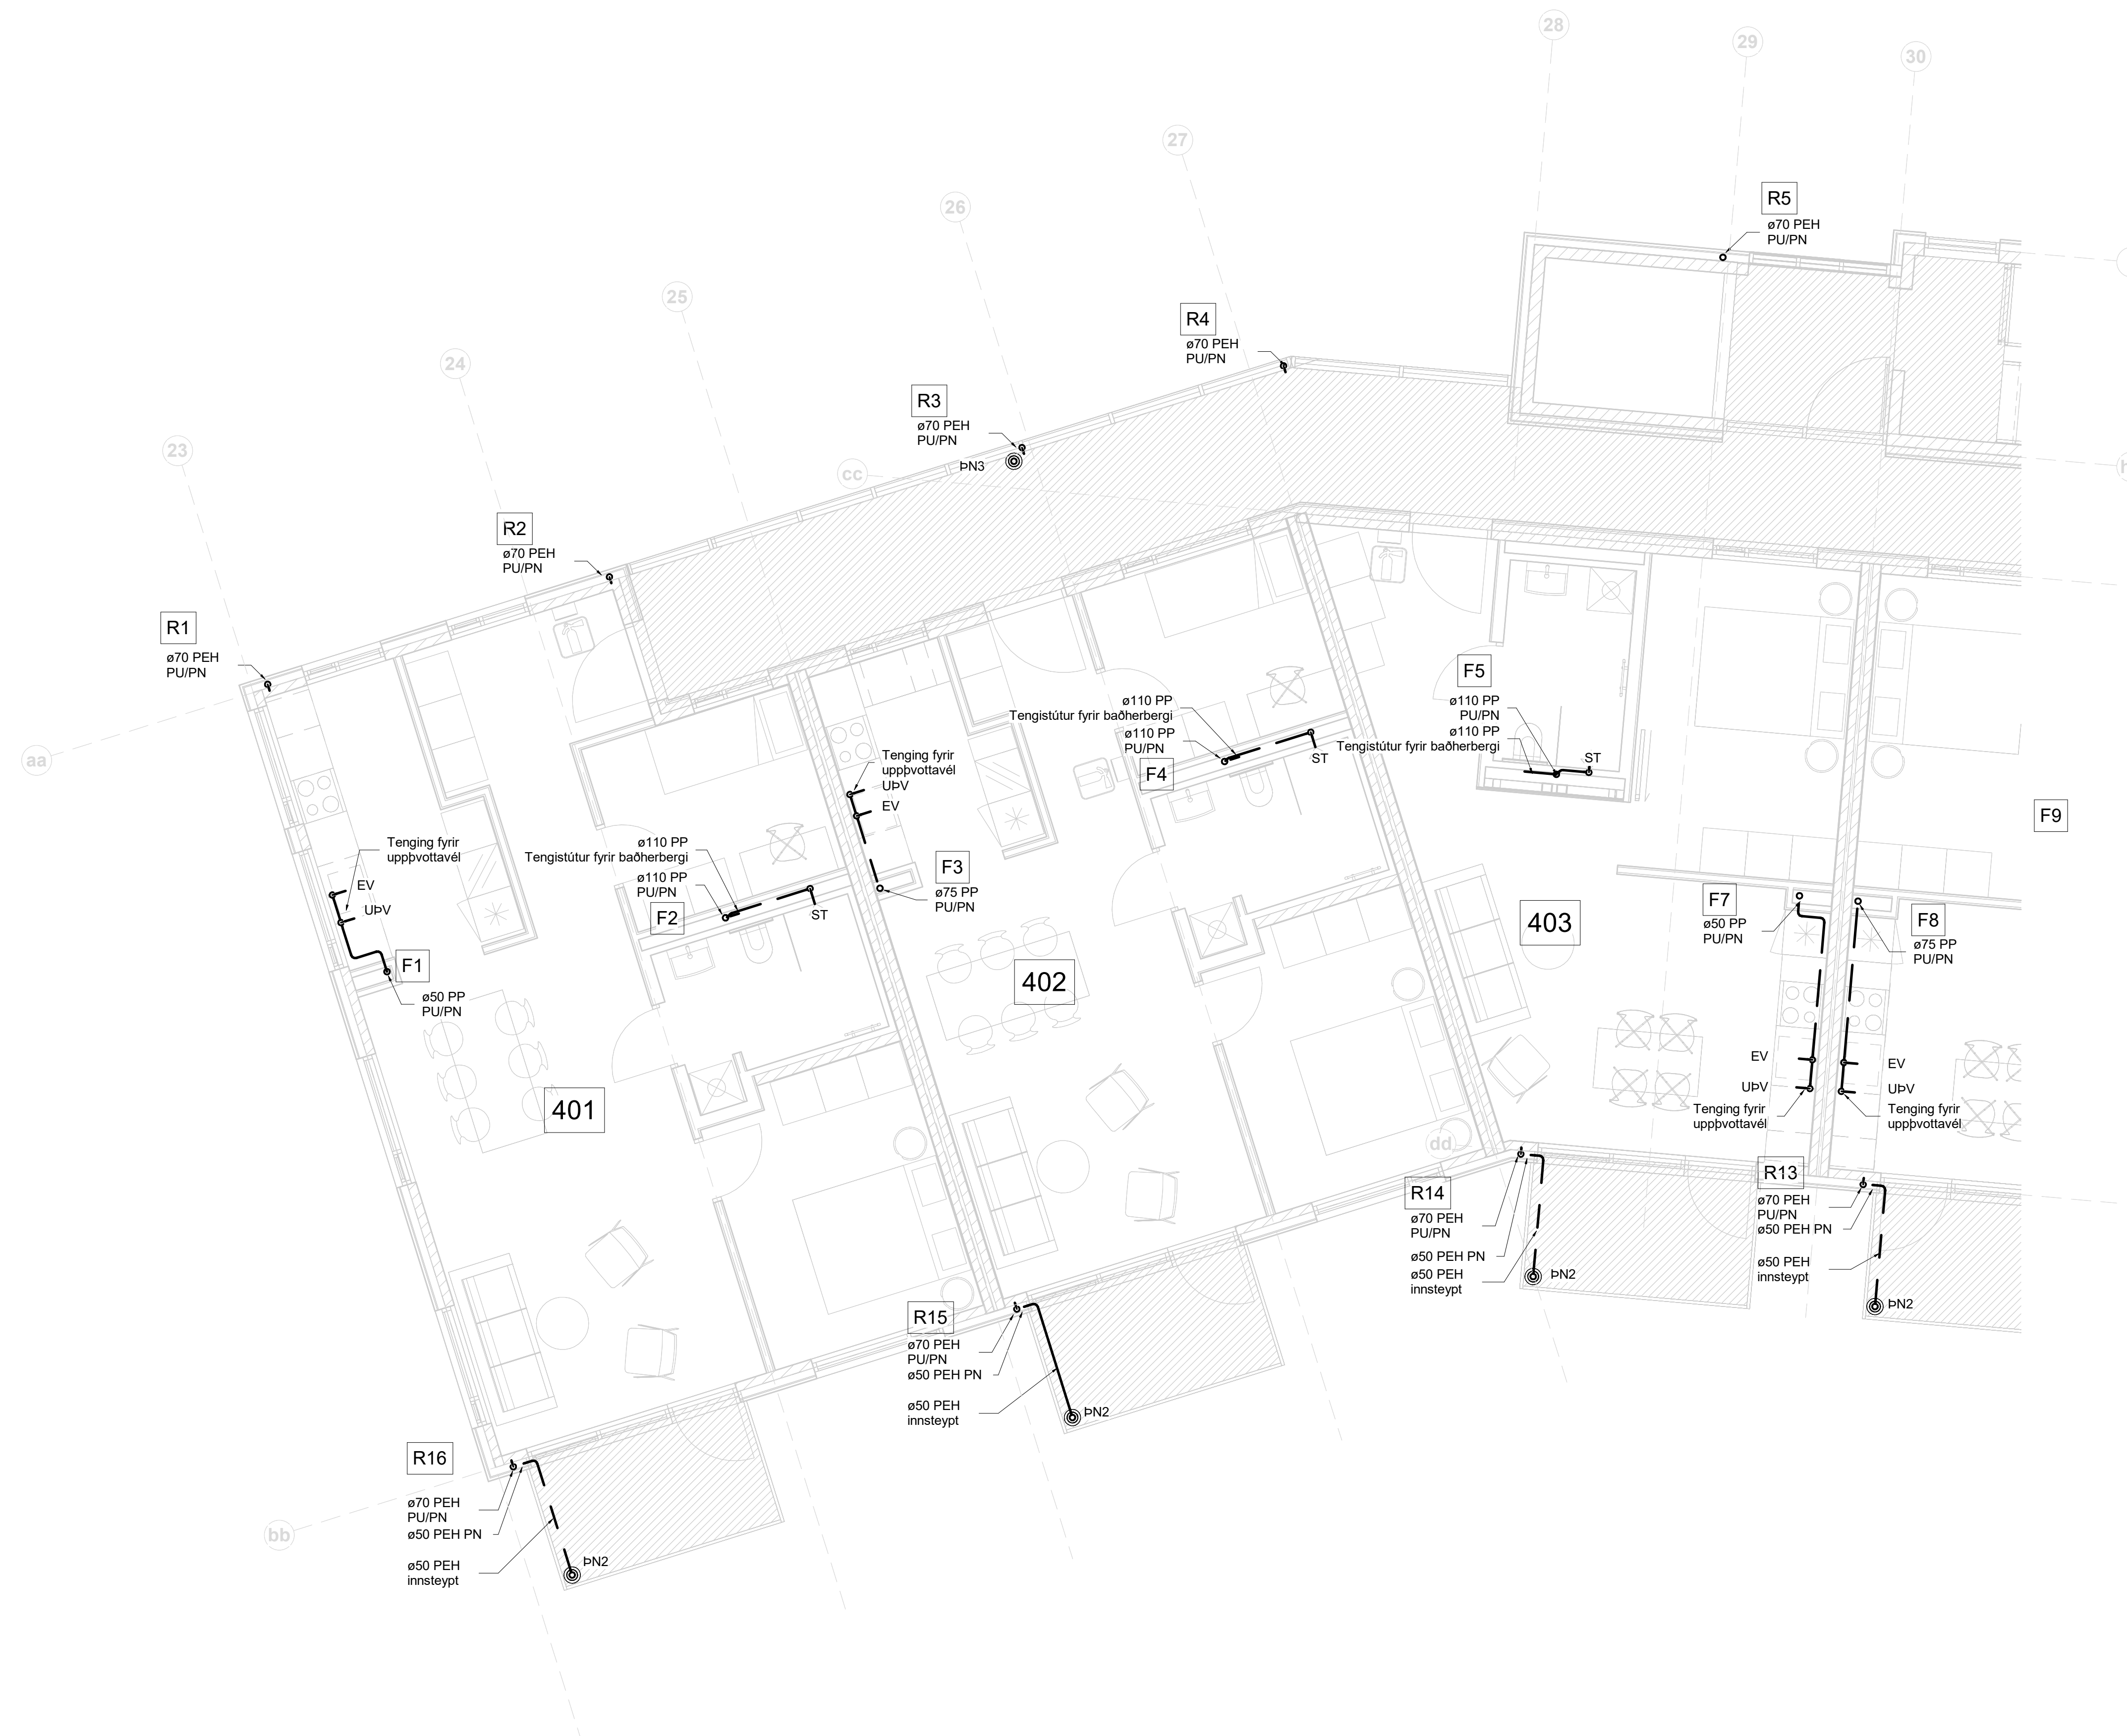 28
29
30
27
26
25
24
23
R5
ø70 PEH
PU/PN
R4
ø70 PEH
PU/PN
R3
ø70 PEH
PU/PN
ÞN3
cc
R2
ø70 PEH
PU/PN
R1
ø70 PEH
PU/PN
aa
h
F5
ø110 PP
PU/PN
ø110 PP
Tengistútur fyrir baðherbergi
ST
ø110 PP
Tengistútur fyrir baðherbergi
ø110 PP
PU/PN
F4
ST
Tenging fyrir
uppþvottavél
UÞV
EV
F3
ø75 PP
PU/PN
ø110 PP
Tengistútur fyrir baðherbergi
ø110 PP
PU/PN
F2
ST
Tenging fyrir
uppþvottavél
EV
UÞV
F1
ø50 PP
PU/PN
F9
F7
ø50 PP
PU/PN
F8
ø75 PP
PU/PN
403
402
401
EV
UÞV
Tenging fyrir
uppþvottavél
EV
UÞV
Tenging fyrir
uppþvottavél
dd
R13
ø70 PEH
PU/PN
ø50 PEH PN
ø50 PEH
innsteypt
ÞN2
R14
ø70 PEH
PU/PN
ø50 PEH PN
ø50 PEH
innsteypt
ÞN2
R15
ø70 PEH
PU/PN
ø50 PEH PN
ø50 PEH
innsteypt
ÞN2
R16
ø70 PEH
PU/PN
ø50 PEH PN
ø50 PEH
innsteypt
ÞN2
bb